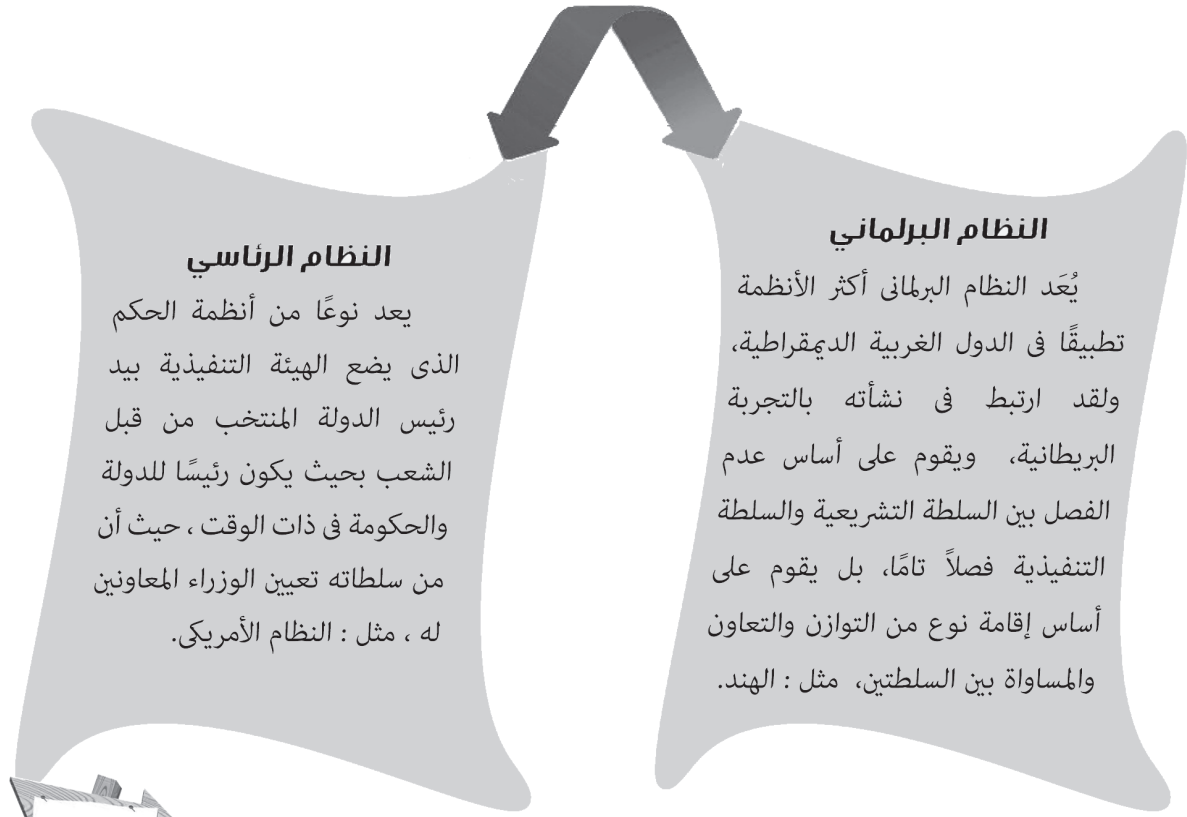 النظام البرلماني
يُعَد النظام البرلمانى أكثر الأنظمة
تطبيقًا فى الدول الغربية الديمقراطية،
ولقد ارتبط فى نشأته بالتجربة
البريطانية، ويقوم على أساس عدم
الفصل بين السلطة التشريعية والسلطة
التنفيذية فصلاً تامًا، بل يقوم على
أساس إقامة نوع من التوازن والتعاون
والمساواة بين السلطتين، مثل : الهند.
النظام الرئاسي
يعد نوعًا من أنظمة الحكم
الذى يضع الهيئة التنفيذية بيد
رئيس الدولة المنتخب من قبل
الشعب بحيث يكون رئيسًا للدولة
والحكومة فى ذات الوقت ، حيث أن
من سلطاته تعيين الوزراء المعاونين
له ، مثل : النظام الأمريكى.